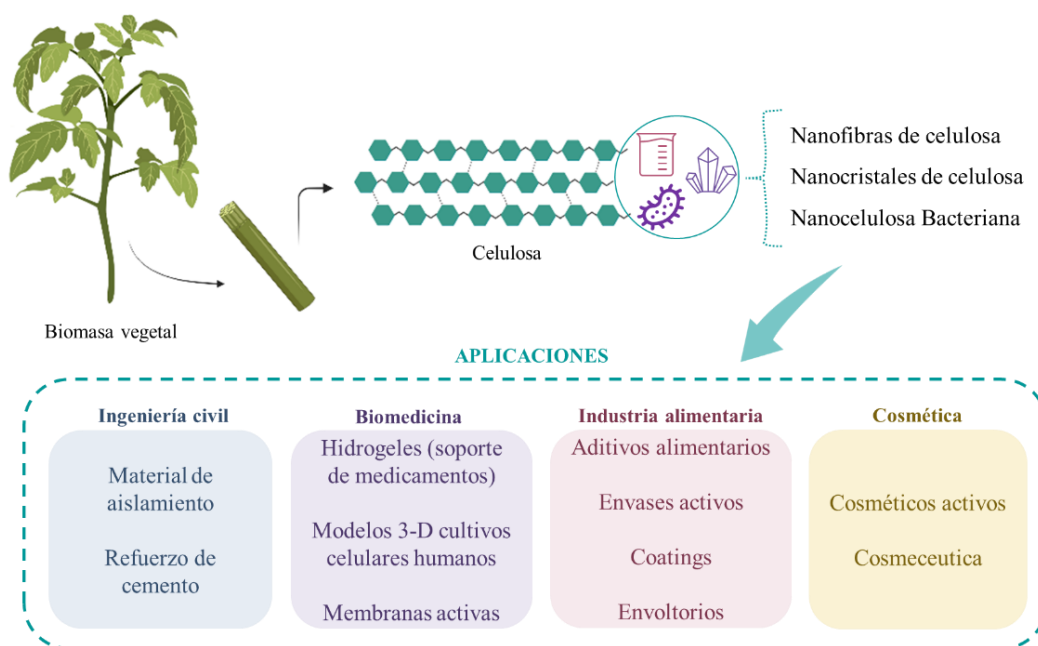 Nanofibras de celulosa
Nanocristales de celulosa
Nanocelulosa Bacteriana
Celulosa
Biomasa vegetal
APLICACIONES
Ingeniería civil
Material de
aislamiento
Refuerzo de
cemento
Biomedicina
Hidrogeles (soporte
de medicamentos)
Modelos 3-D cultivos
celulares humanos
Membranas activas
Industria alimentaria
Aditivos alimentarios
Envases activos
Coatings
Envoltorios
Cosmética
Cosméticos activos
Cosmeceutica